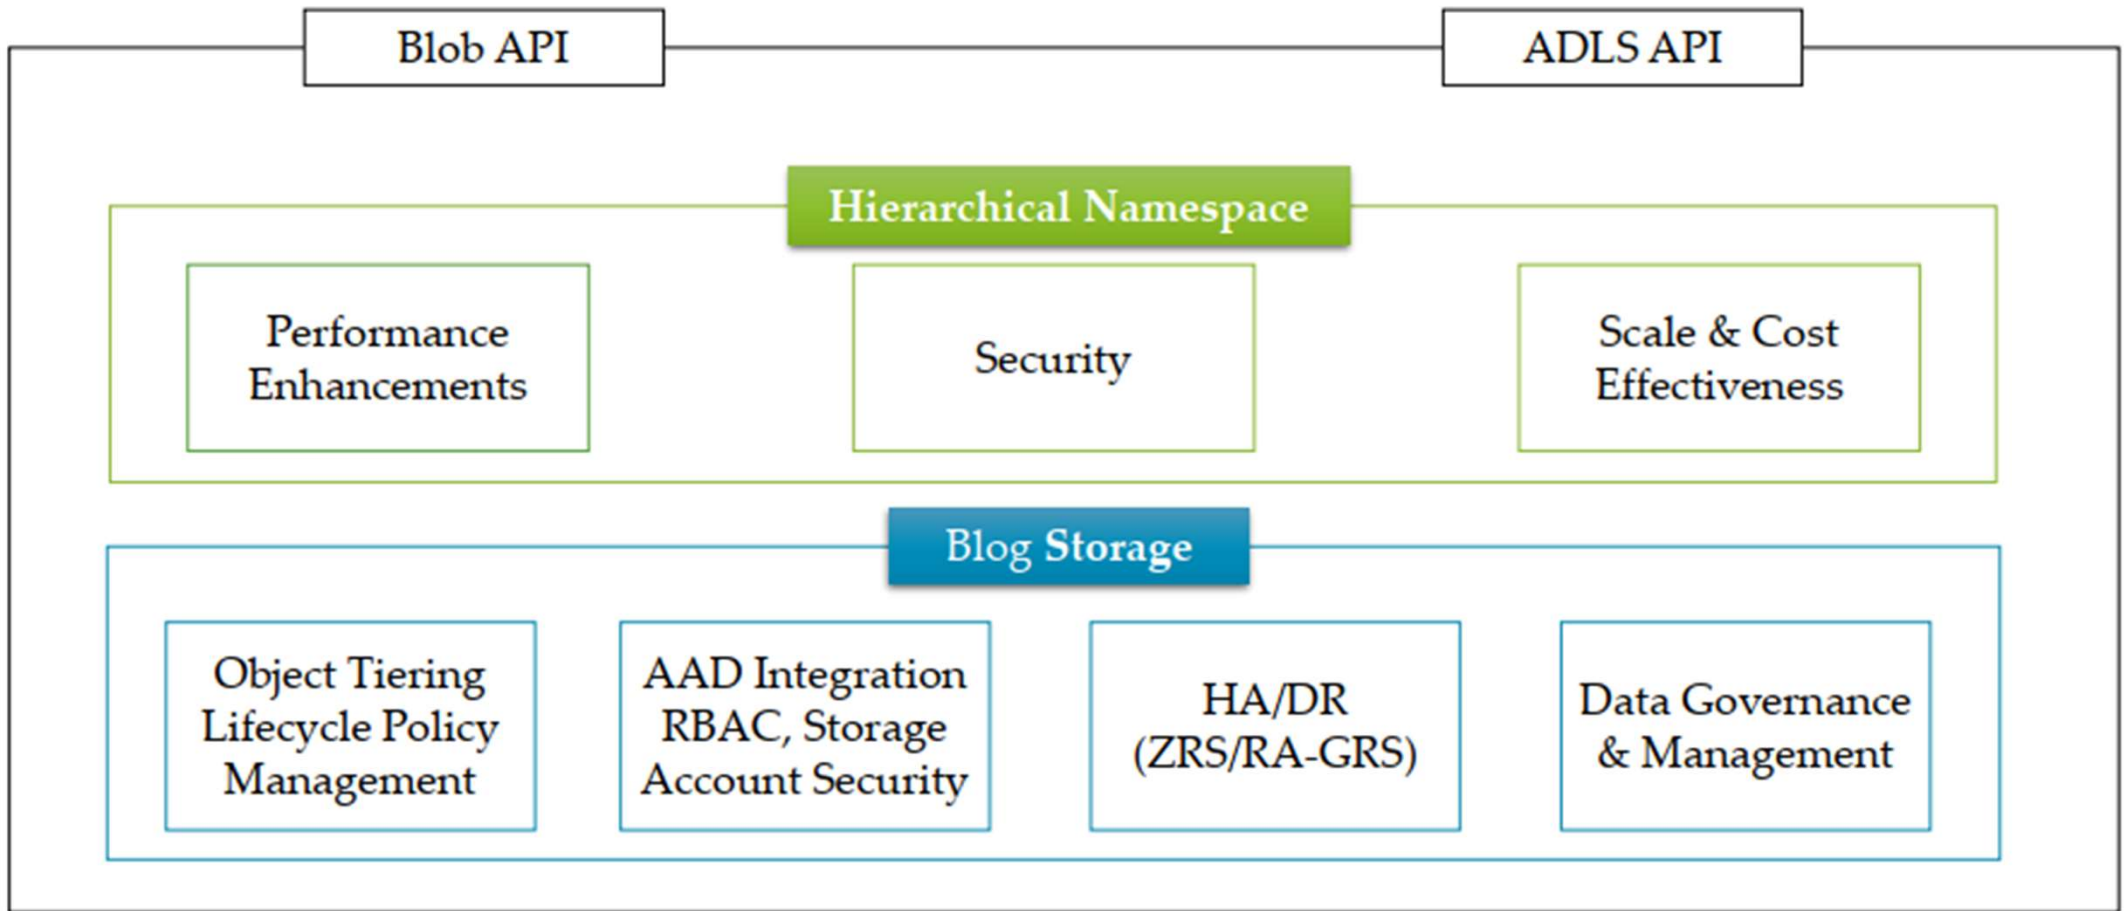 Blob API
ADLS API
Hierarchical Namespace
Performance
Enhancements
Security
Scale & Cost
Effectiveness
Blog Storage
Object Tiering
Lifecycle Policy
Management
AAD Integration
RBAC, Storage
Account Security
HA/DR
(ZRS/RA-GRS)
Data Governance
& Management